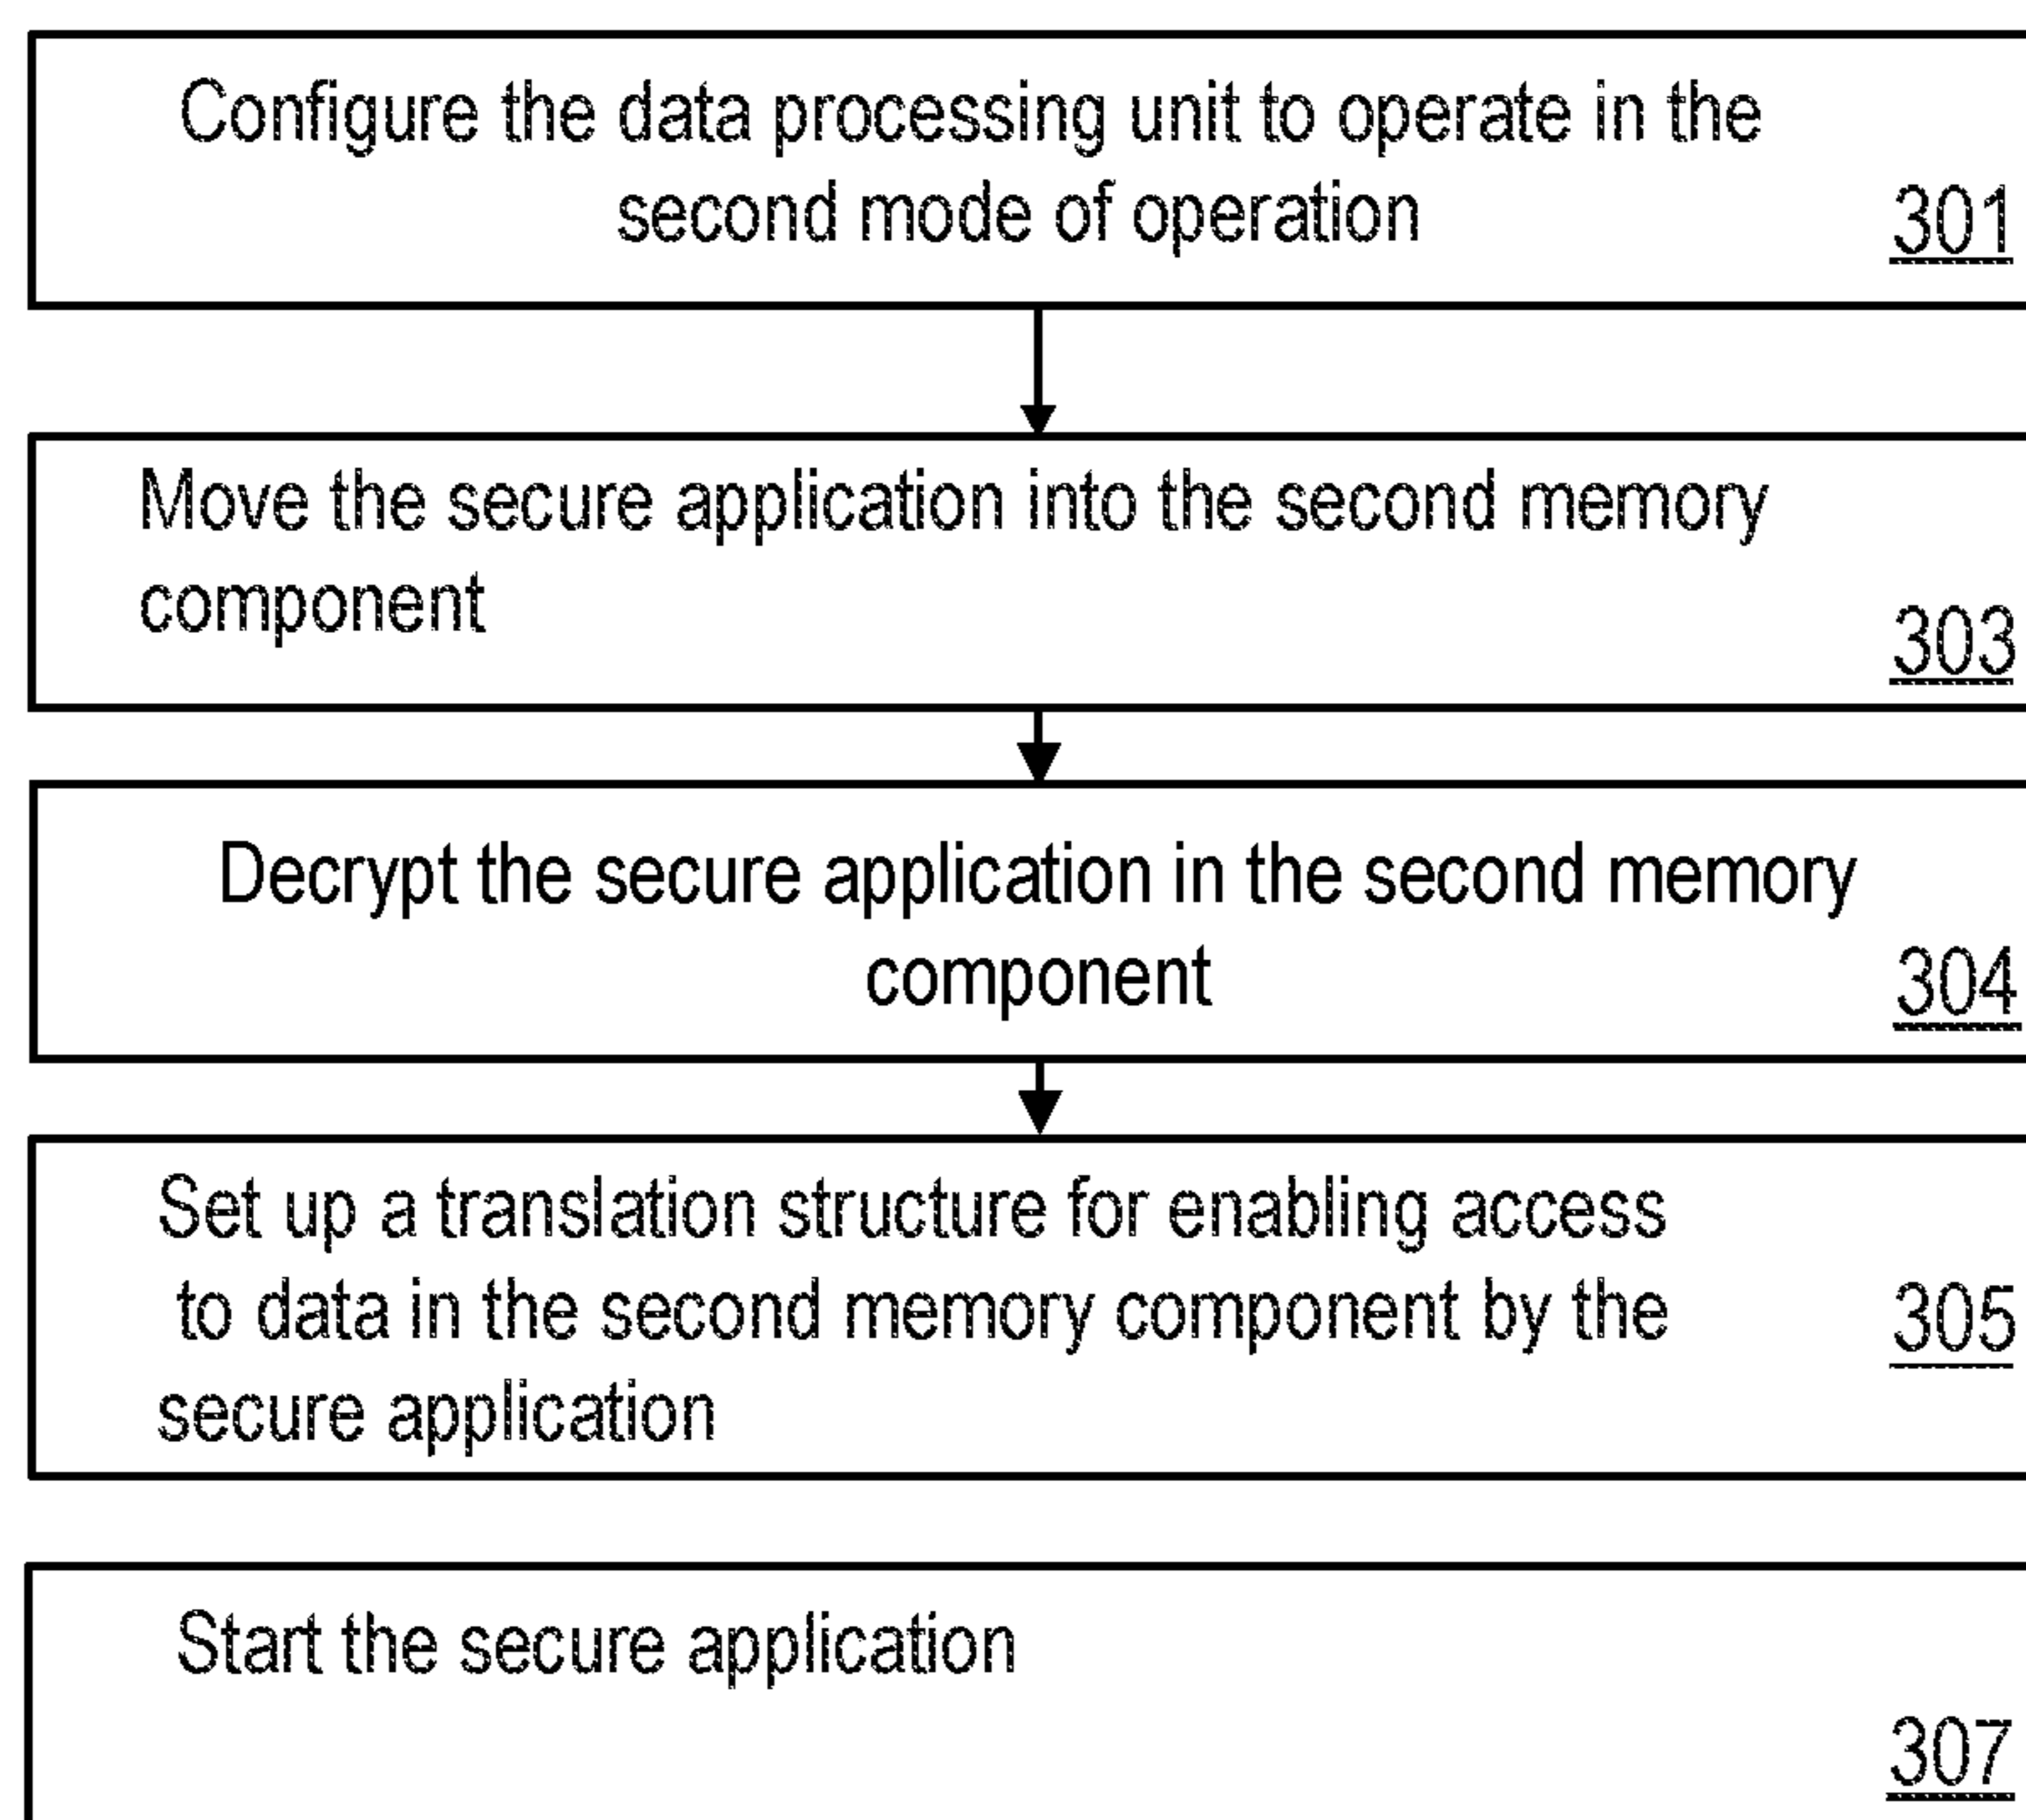 Configure the data processing unit to operate in the
second mode of operation
301
Move the secure application into the second memory
component
303
Decrypt the secure application in the second memory
component
304
Set up a translation structure for enabling access
to data in the second memory component by the
305
secure application
Start the secure application
307